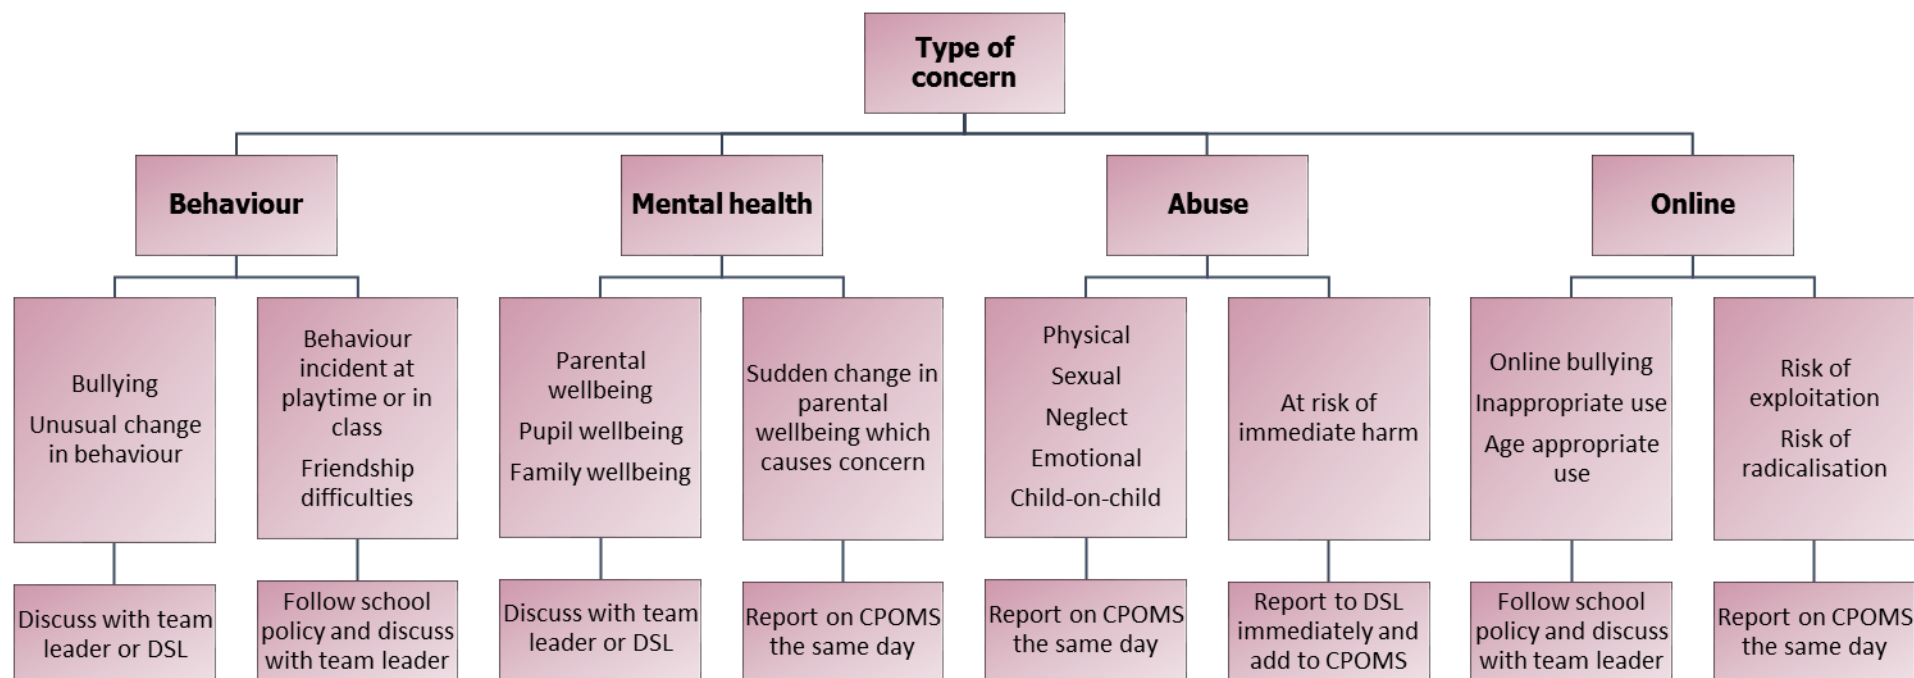 Type of
concern
Behaviour
Mental health
Abuse
Online
Bullying
Unusual change
in behaviour
Behaviour
incident at
playtime or in
class
Friendship
difficulties
Parental
wellbeing
Pupil wellbeing
Family wellbeing
Sudden change in
parental
wellbeing which
causes concern
Physical
Sexual
Neglect
Emotional
Child-on-child
At risk of
immediate harm
Online bullying
Inappropriate use
Age appropriate
use
Risk of
exploitation
Risk of
radicalisation
Discuss with team
leader or DSL
Follow school
policy and discuss
with team leader
Discuss with team
leader or DSL
Report on CPOMS
the same day
Report on CPOMS
the same day
Report to DSL
immediately and
add to CPOMS
Follow school
policy and discuss
with team leader
Report on CPOMS
the same day